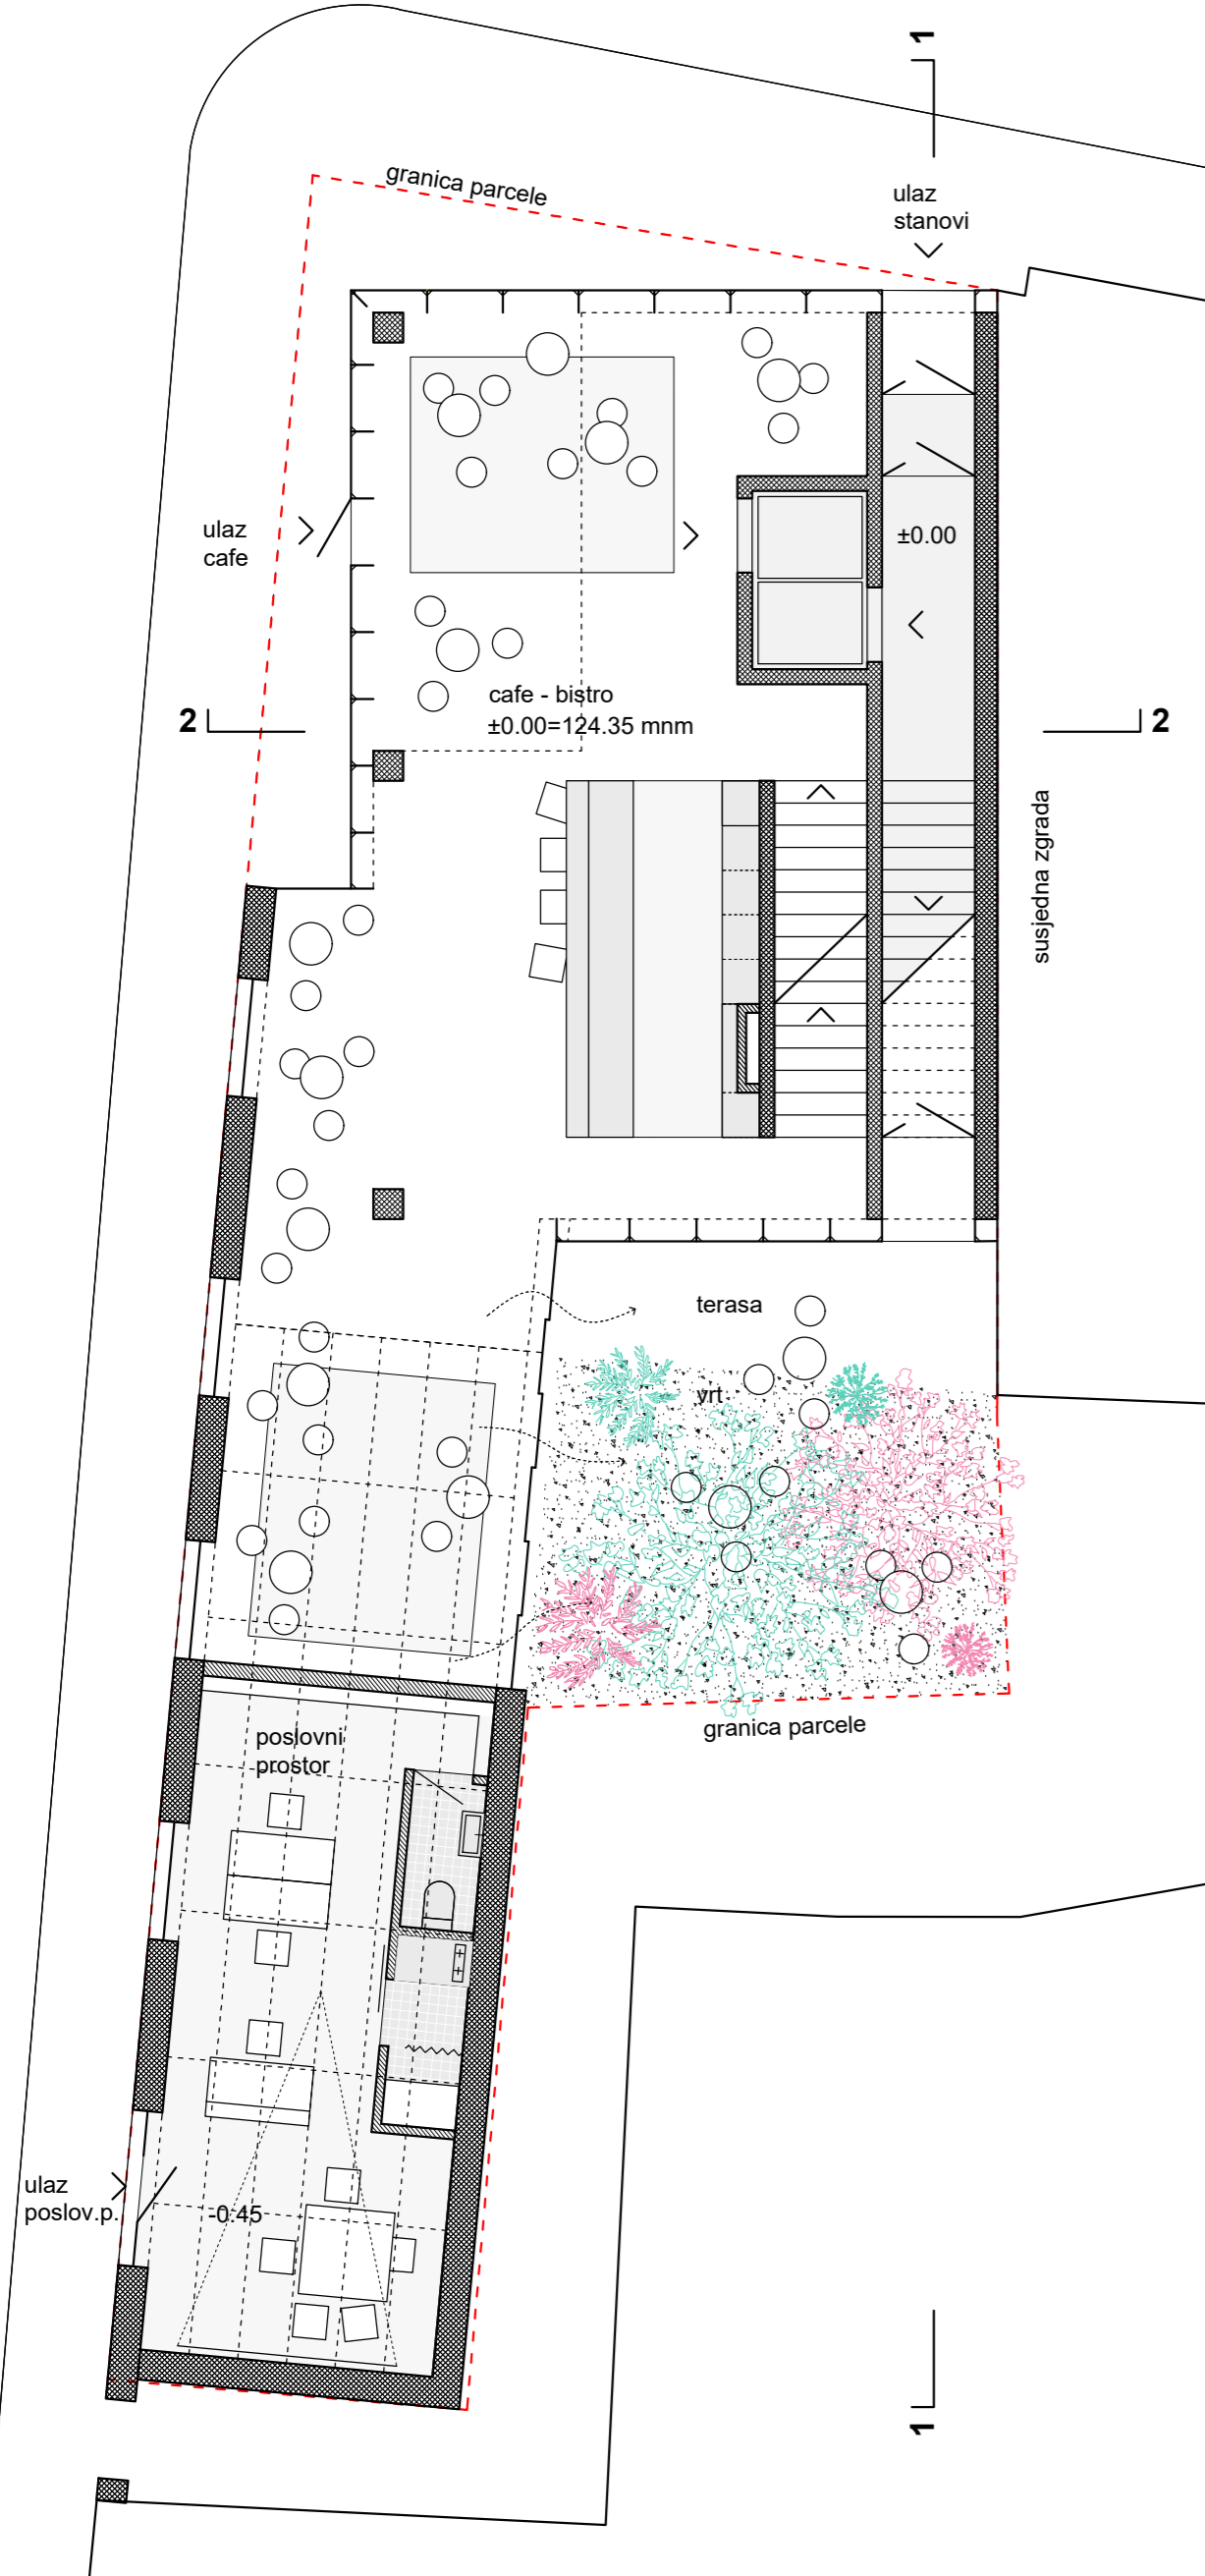 1
granica parcele
ulaz
stanovi
ulaz
cafe
±0.00
cafe - bistro
±0.00=124.35 mnm
2
2
susjedna zgrada
terasa
vrt
granica parcele
poslovni
prostor
ulaz
poslov.p.
-0.45
1